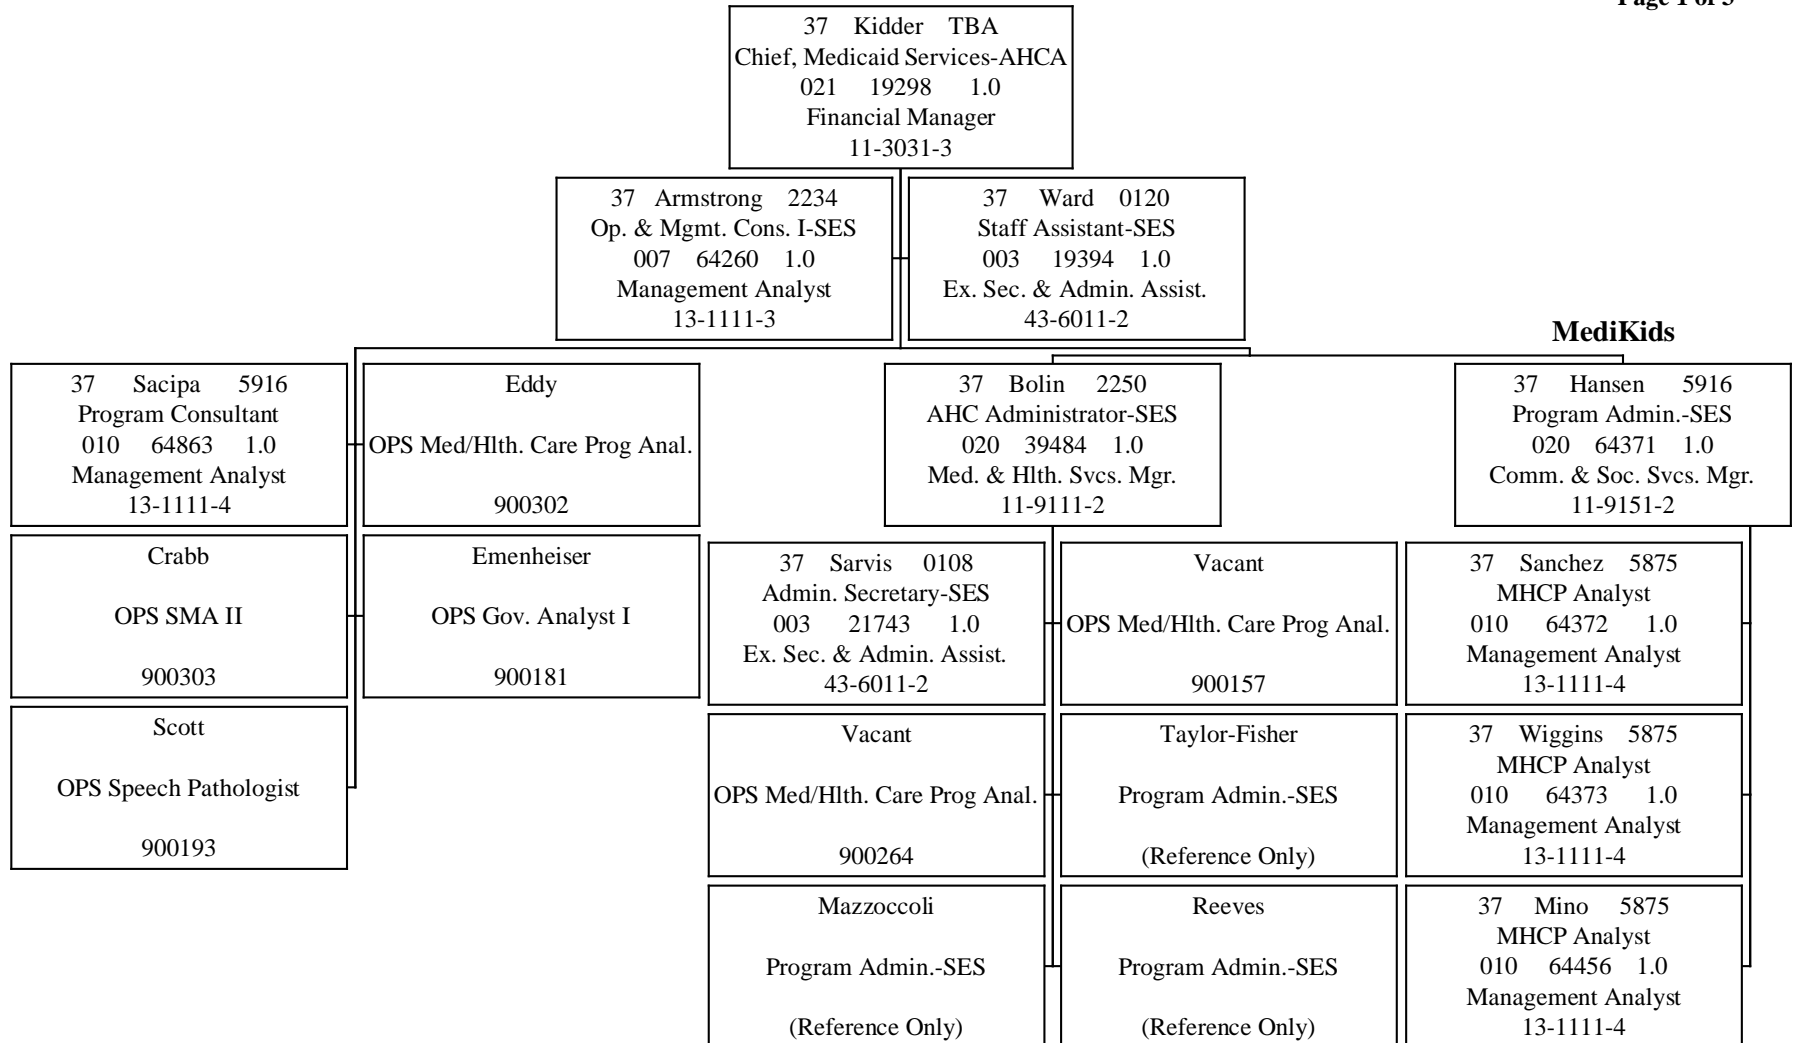 Page 1 of 5
37 Kidder TBA
Chief, Medicaid Services-AHCA
021 19298 1.0
Financial Manager
11-3031-3
37 Armstrong 2234
Op. & Mgmt. Cons. I-SES
007 64260 1.0
Management Analyst
13-1111-3
37 Ward 0120
Staff Assistant-SES
003 19394 1.0
Ex. Sec. & Admin. Assist.
43-6011-2
MediKids
37 Sacipa 5916
Program Consultant
010 64863 1.0
Management Analyst
13-1111-4
Eddy
OPS Med/Hlth. Care Prog Anal.
900302
37 Bolin 2250
AHC Administrator-SES
020 39484 1.0
Med. & Hlth. Svcs. Mgr.
11-9111-2
37 Hansen 5916
Program Admin.-SES
020 64371 1.0
Comm. & Soc. Svcs. Mgr.
11-9151-2
Crabb
OPS SMA II
900303
Emenheiser
OPS Gov. Analyst I
900181
37 Sarvis 0108
Admin. Secretary-SES
003 21743 1.0
Ex. Sec. & Admin. Assist.
43-6011-2
Vacant
OPS Med/Hlth. Care Prog Anal.
900157
37 Sanchez 5875
MHCP Analyst
010 64372 1.0
Management Analyst
13-1111-4
Scott
OPS Speech Pathologist
900193
Vacant
OPS Med/Hlth. Care Prog Anal.
900264
Taylor-Fisher
Program Admin.-SES
(Reference Only)
37 Wiggins 5875
MHCP Analyst
010 64373 1.0
Management Analyst
13-1111-4
Mazzoccoli
Program Admin.-SES
(Reference Only)
Reeves
Program Admin.-SES
(Reference Only)
37 Mino 5875
MHCP Analyst
010 64456 1.0
Management Analyst
13-1111-4